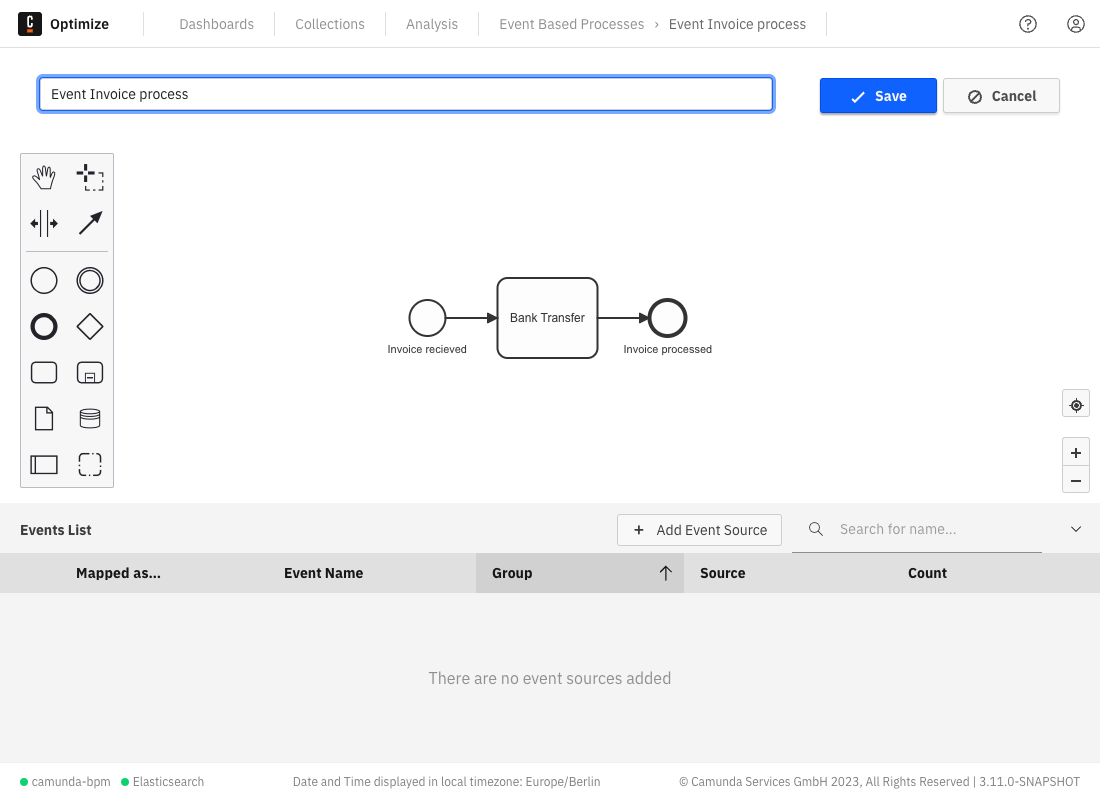 C Optimize Dashboards Collections Analysis Event Based Processes › Event Invoice process
Event Invoice process
Save Cancel
Bank Transfer
Invoice recieved Invoice processed
Events List + Add Event Source Search for name...
Mapped as... Event Name Group Source Count
There are no event sources added
camunda-bpm Elasticsearch Date and Time displayed in local timezone: Europe/Berlin © Camunda Services GmbH 2023, All Rights Reserved | 3.11.0-SNAPSHOT